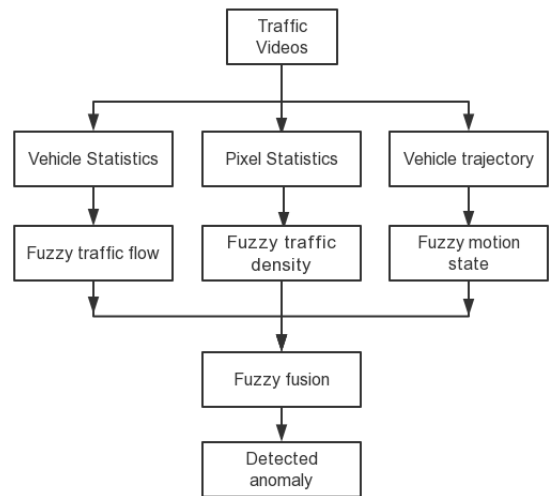 Traffic
Videos
Vehicle Statistics
Pixel Statistics
Vehicle trajectory
Fuzzy traffic flow
Fuzzy traffic
density
Fuzzy motion
state
Fuzzy fusion
Detected
anomaly